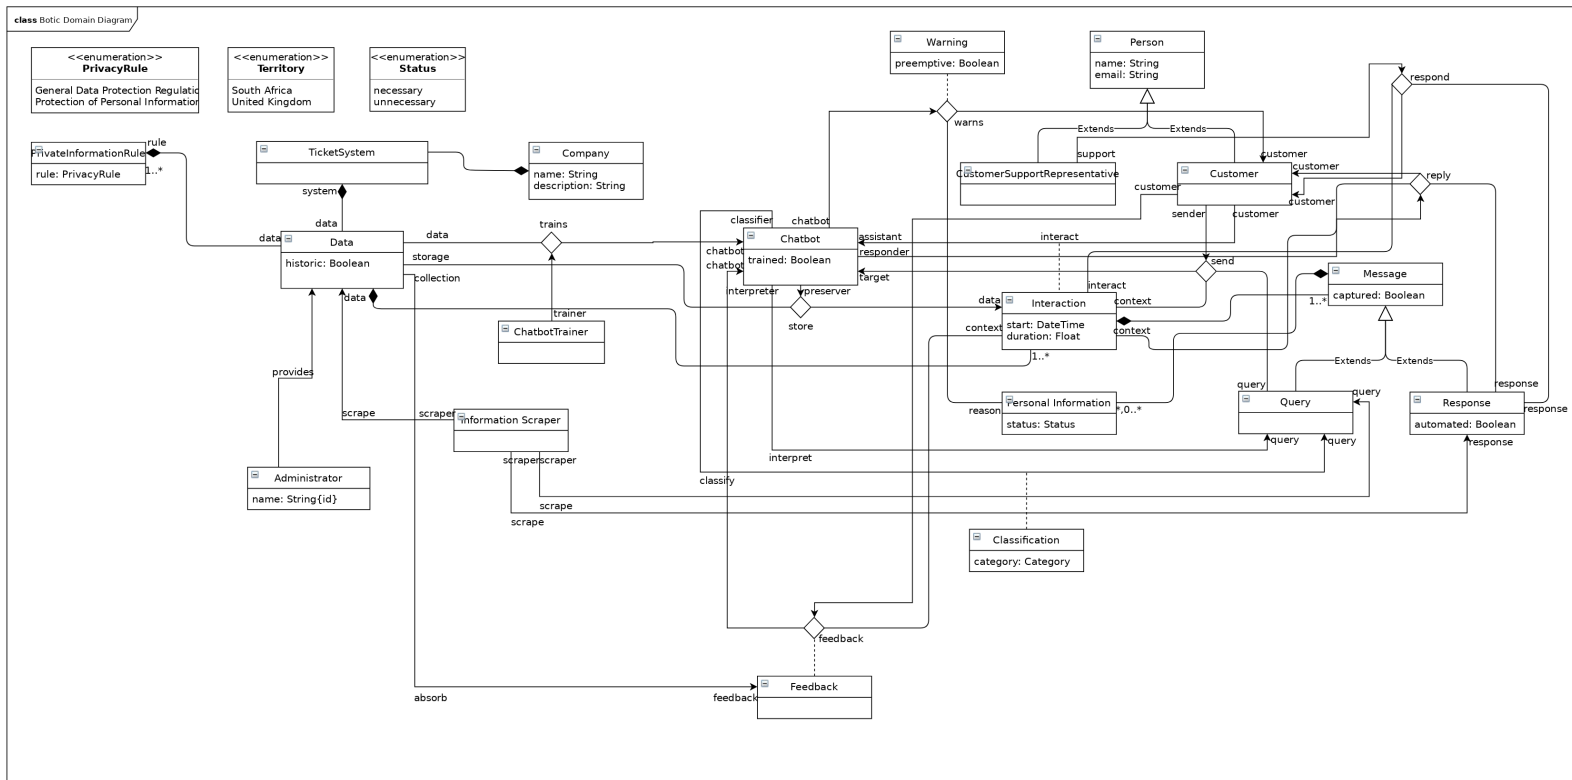 class Botic Domain Diagram
<<enumeration>>
PrivacyRule
General Data Protection Regulatio
Protection of Personal Information
<<enumeration>>
Territory
South Africa
United Kingdom
<<enumeration>>
Status
necessary
unnecessary
Warning
preemptive: Boolean
Person
name: String
email: String
respond
warns
Extends
Extends
rule
PrivateInformationRule
1..*
rule: PrivacyRule
TicketSystem
Company
name: String
description: String
support
customer
CustomerSupportRepresentative
Customer
customer
reply
customer
customer
sender
customer
system
data
data
Data
historic: Boolean
data
trains
storage
collection
data
classifier
chatbot
Chatbot
trained: Boolean
chatbot
chatbot
assistant
responder
target
interact
interpreter
preserver
store
send
interact
data
Interaction
start: DateTime
duration: Float
context
context
context
1..*
Message
captured: Boolean
1..*
trainer
ChatbotTrainer
Extends
Extends
provides
scrape
scraper
Information Scraper
scraper
scraper
reason
Personal Information
status: Status
*,0..*
query
query
Query
query
query
response
Response
automated: Boolean
response
response
interpret
classify
Administrator
name: String{id}
scrape
scrape
Classification
category: Category
feedback
absorb
feedback
Feedback